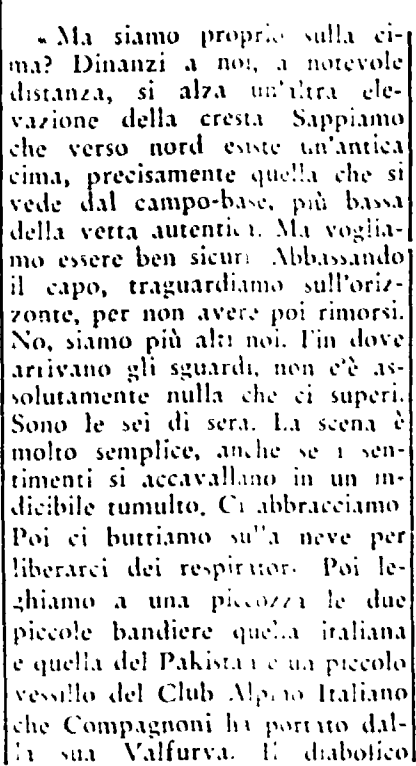 « Ma siamo proprio sulla ci-
ma? Dinanzi a noi, a notevole
distanza, si alza un'altra ele-
vazione della cresta Sappiamo
che verso nord esiste un'antica
cima, precisamente quella che si
vede dal campo-base, più bassa
della vetta autentica. Ma voglia-
mo essere ben sicuri Abbassando
il capo, traguardiamo sull'oriz-
zonte, per non avere poi rimorsi.
No, siamo più alti noi. Fin dove
arrivano gli sguardi, non c'è as-
solutamente nulla che ci superi.
Sono le sei di sera. La scena è
molto semplice, anche se i sen-
timenti si accavallano in un in-
dicibile tumulto. Ci abbracciamo
Poi ci buttiamo sulla neve per
liberarci dei respiratori. Poi le-
ghiamo a una piccozza le due
piccole bandiere quella italiana
e quella del Pakistan e un piccolo
vessillo del Club Alpino Italiano
che Compagnoni ha portato dal-
la sua Valfurva. Il diabolico